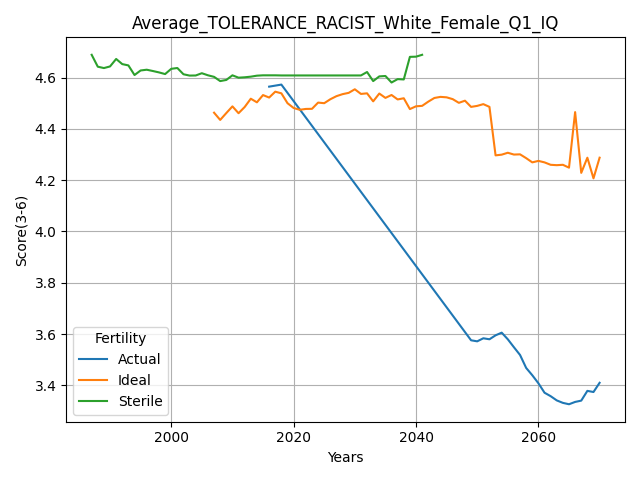 Average_TOLERANCE_RACIST_White_Female_Q1_IQ
Score(3-6)
4.6
4.4
4.2
4.0
3.8
3.6
3.4
Fertility
Actual
Ideal
Sterile
2000
2020
2040
2060
Years